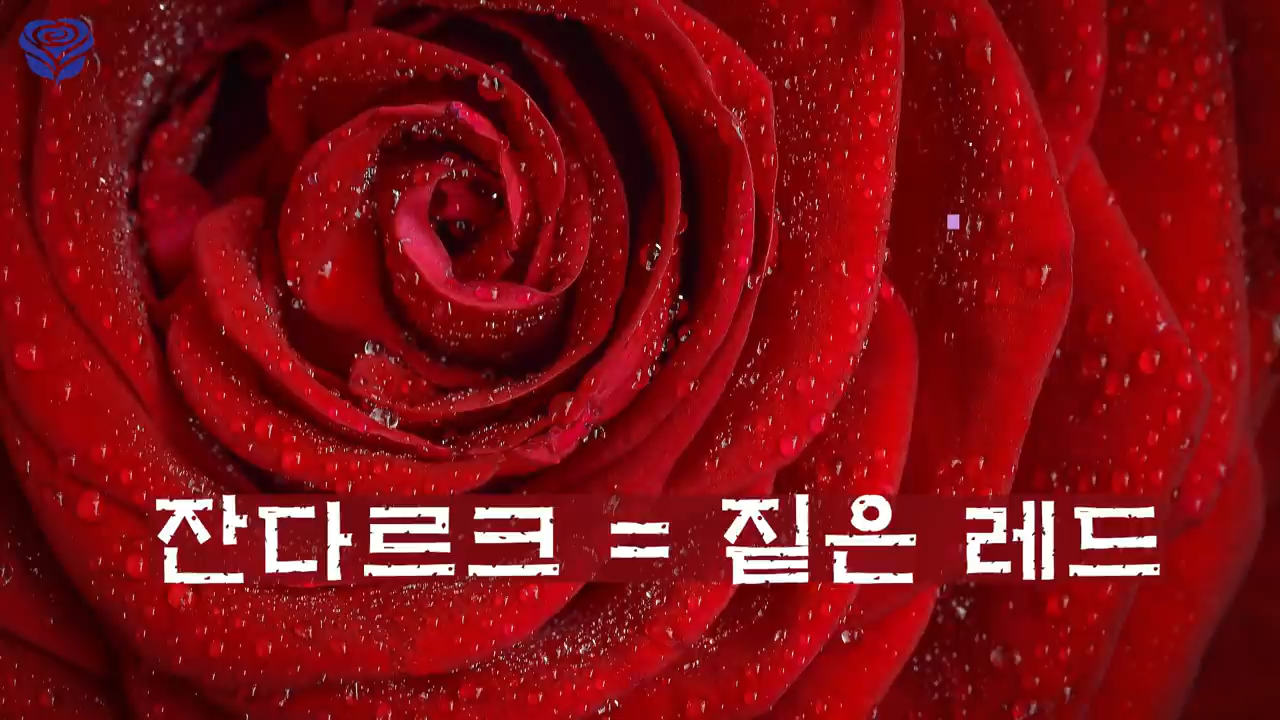 잔다르크 = 짙은 레드